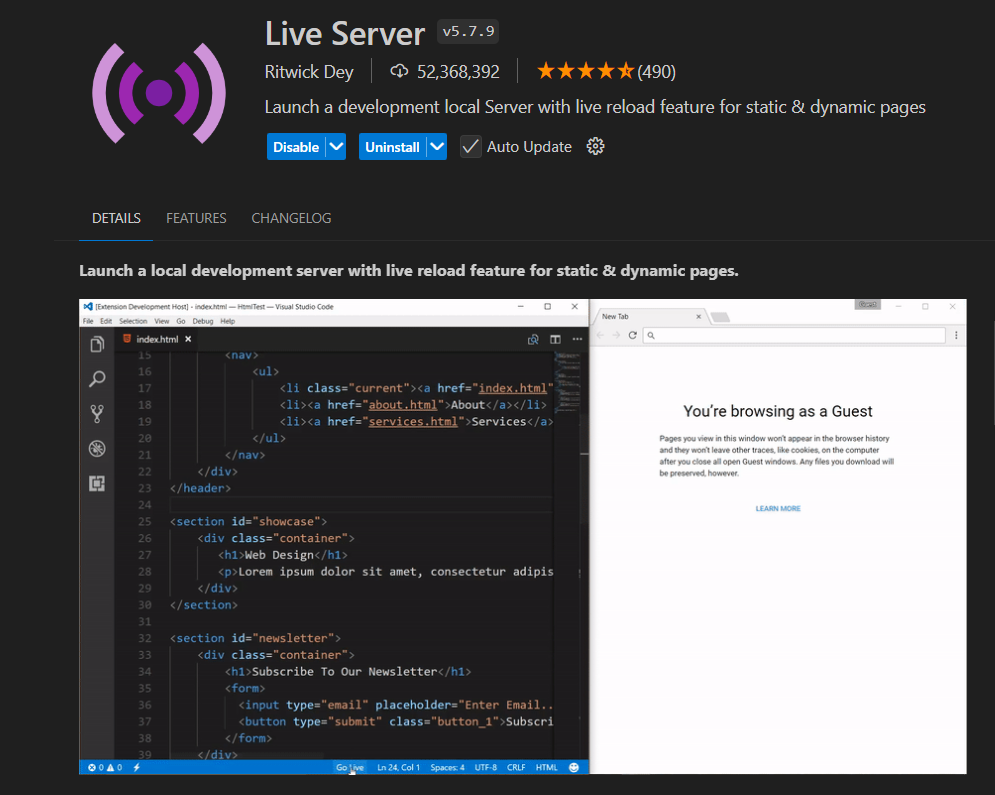 Live Server v5.7.9
Ritwick Dey 52,368,392 (490)
Launch a development local Server with live reload feature for static & dynamic pages
Disable Uninstall Auto Update
DETAILS FEATURES CHANGELOG
Launch a local development server with live reload feature for static & dynamic pages.
[Extension Development Host] - index.html — HtmlTest — Visual Studio Code
File Edit Selection View Go Debug Help
index.html
15 <nav>
16 <ul>
17 <li class="current"><a href="index.html"
18 <li><a href="about.html">About</a></li>
19 <li><a href="services.html">Services</a>
20 </ul>
21 </nav>
22 </div>
23 </header>
24
25 <section id="showcase">
26 <div class="container">
27 <h1>Web Design</h1>
28 <p>Lorem ipsum dolor sit amet, consectetur adipis
29 </div>
30 </section>
31
32 <section id="newsletter">
33 <div class="container">
34 <h1>Subscribe To Our Newsletter</h1>
35 <form>
36 <input type="email" placeholder="Enter Email..
37 <button type="submit" class="button_1">Subscri
38 </form>
39 </div>
0 0 Go Live Ln 24, Col 1 Spaces: 4 UTF-8 CRLF HTML
Guest
New Tab
You're browsing as a Guest
Pages you view in this window won't appear in the browser history
and they won't leave other traces, like cookies, on the computer
after you close all open Guest windows. Any files you download will
be preserved, however.
LEARN MORE